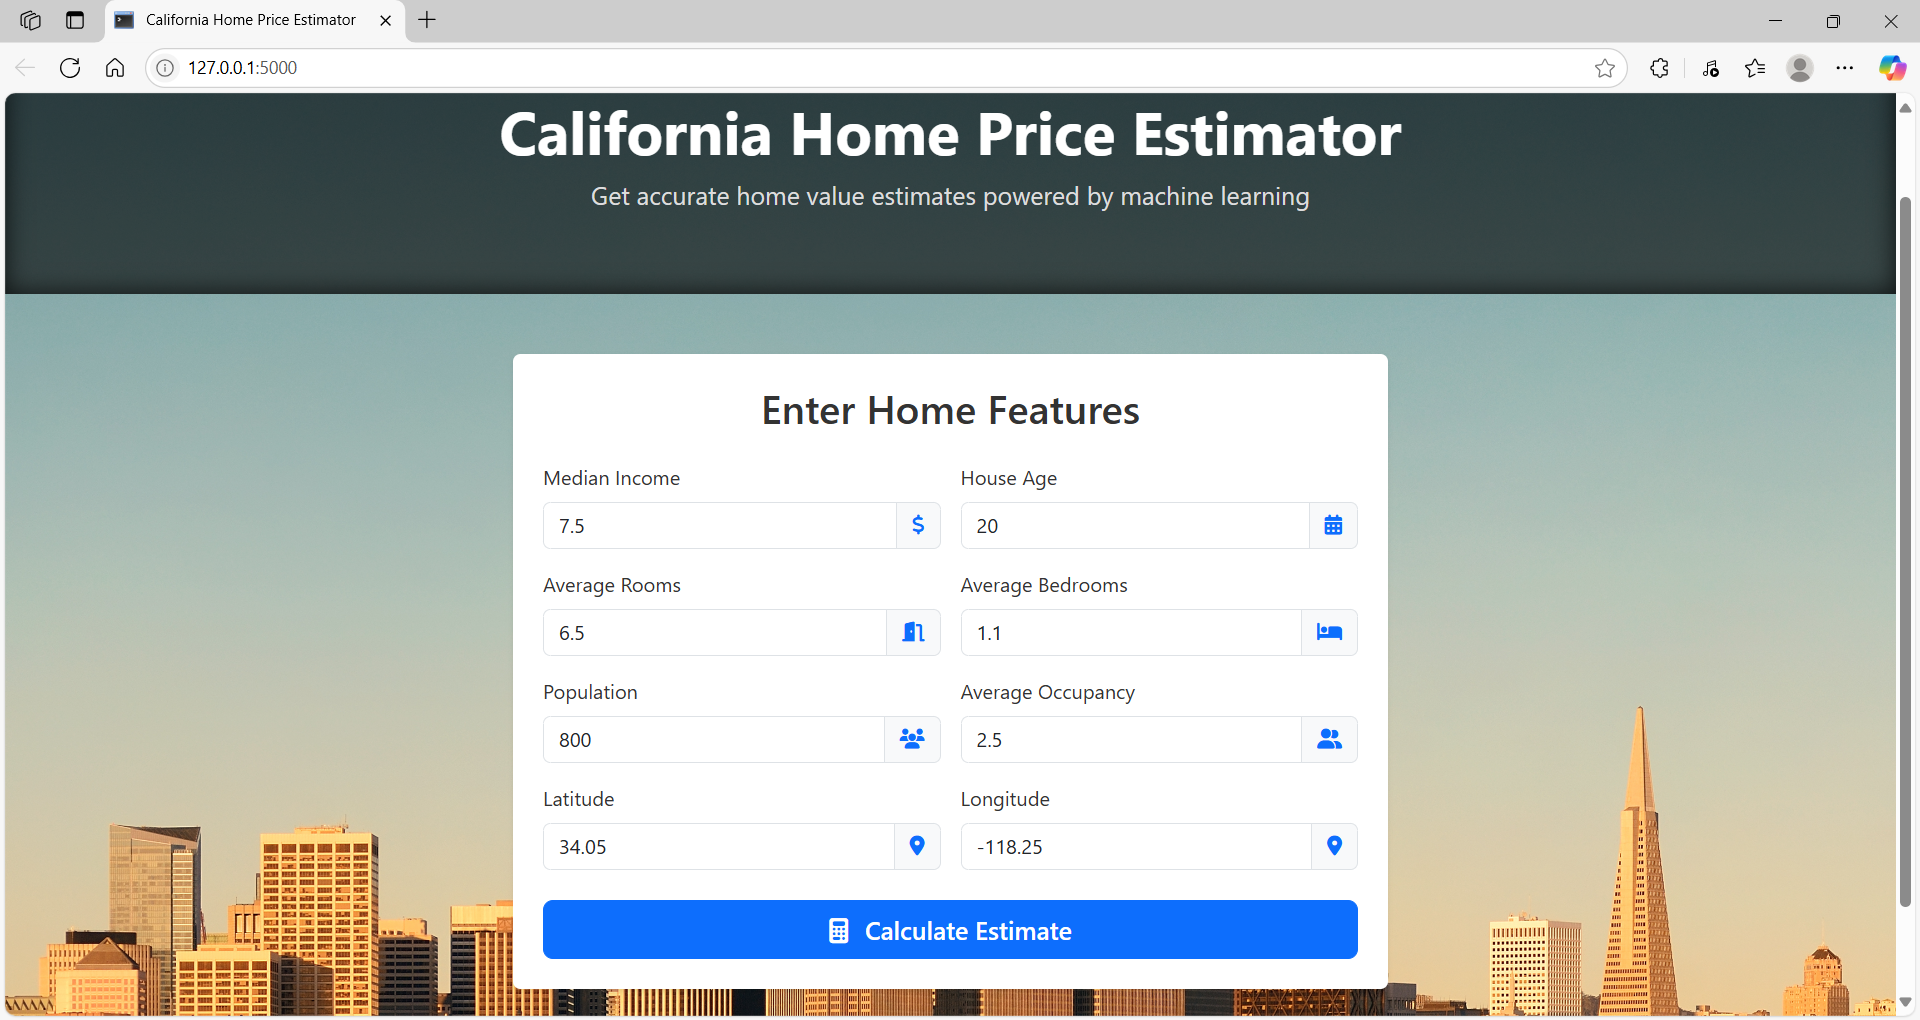 California Home Price Estimator
127.0.0.1:5000
California Home Price Estimator
Get accurate home value estimates powered by machine learning
Enter Home Features
Median Income
House Age
7.5
20
Average Rooms
Average Bedrooms
6.5
1.1
Population
Average Occupancy
800
2.5
Latitude
Longitude
34.05
-118.25
Calculate Estimate